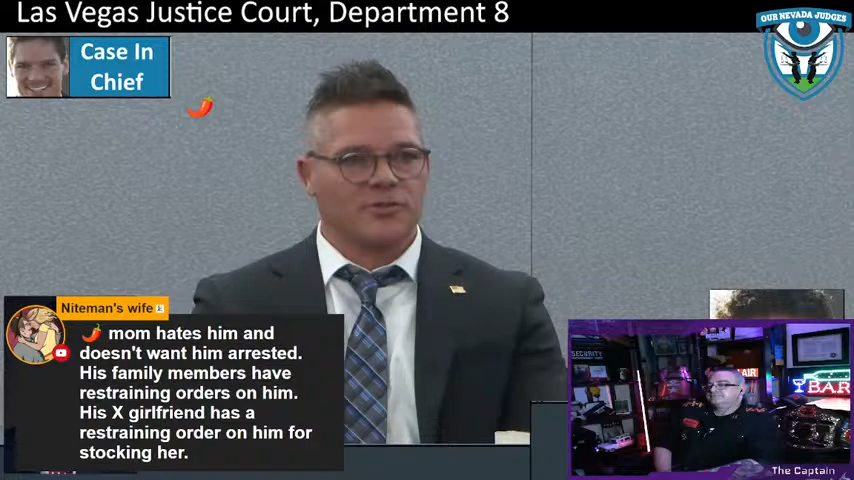 Las Vegas Justice Court, Department 8
OUR NEVADA JUDGES
Case In
Chief
Niteman's wife
🌶️ mom hates him and
doesn't want him arrested.
His family members have
restraining orders on him.
His X girlfriend has a
restraining order on him for
stocking her.
SECURITY
AIR
BAR
The Captain